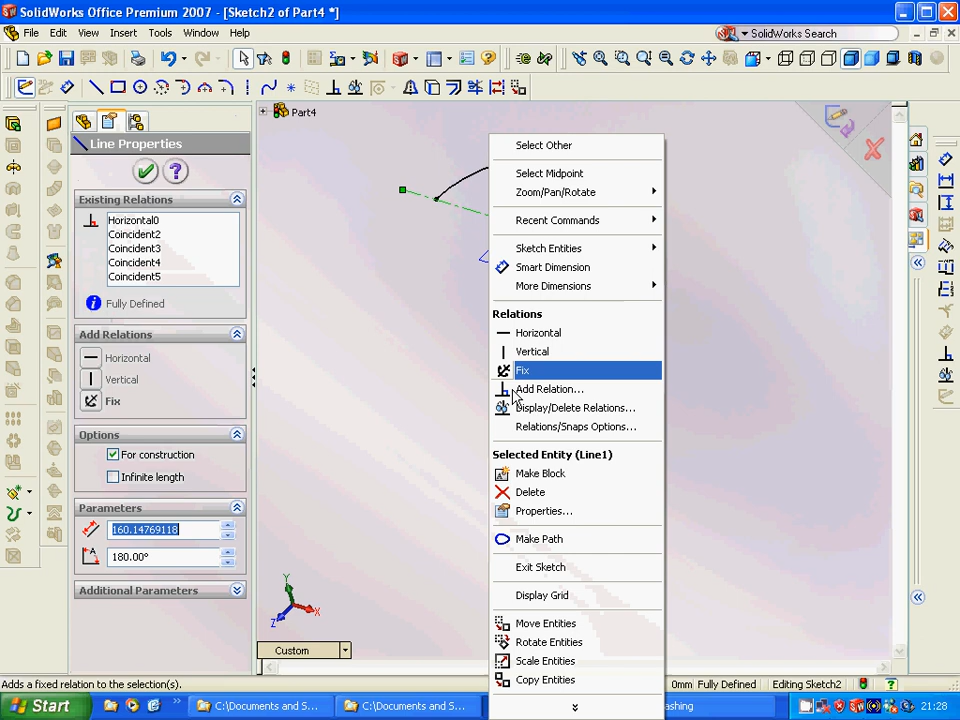 SolidWorks Office Premium 2007 - [Sketch2 of Part4 *]
File Edit View Insert Tools Window Help
SolidWorks Search
Part4
Line Properties
Existing Relations
Horizontal0
Coincident2
Coincident3
Coincident4
Coincident5
Fully Defined
Add Relations
Horizontal
Vertical
Fix
Options
For construction
Infinite length
Parameters
160.14769118
180.00°
Additional Parameters
Y
X
Z
Custom
Select Other
Select Midpoint
Zoom/Pan/Rotate
Recent Commands
Sketch Entities
Smart Dimension
More Dimensions
Relations
Horizontal
Vertical
Fix
Add Relation...
Display/Delete Relations...
Relations/Snaps Options...
Selected Entity (Line1)
Make Block
Delete
Properties...
Make Path
Exit Sketch
Display Grid
Move Entities
Rotate Entities
Scale Entities
Copy Entities
Adds a fixed relation to the selection(s).
0mm Fully Defined Editing Sketch2
Start
C:\Documents and S...
C:\Documents and S...
21:28